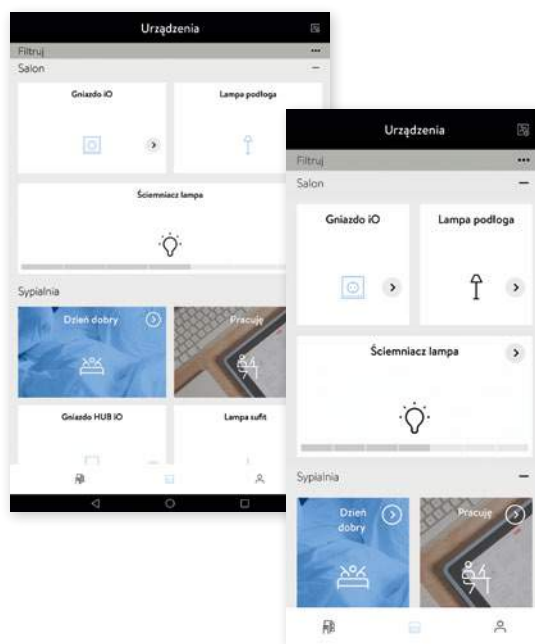 Urządzenia
Filtruj
Salon
Gniazdo iO
Lampa podłoga
Ściemniacz lampa
Sypialnia
Dzień dobry
Pracuję
Gniazdo HUB iO
Lampa sufit
Urządzenia
Filtruj
Salon
Gniazdo iO
Lampa podłoga
Ściemniacz lampa
Sypialnia
Dzień
dobry
Pracuję